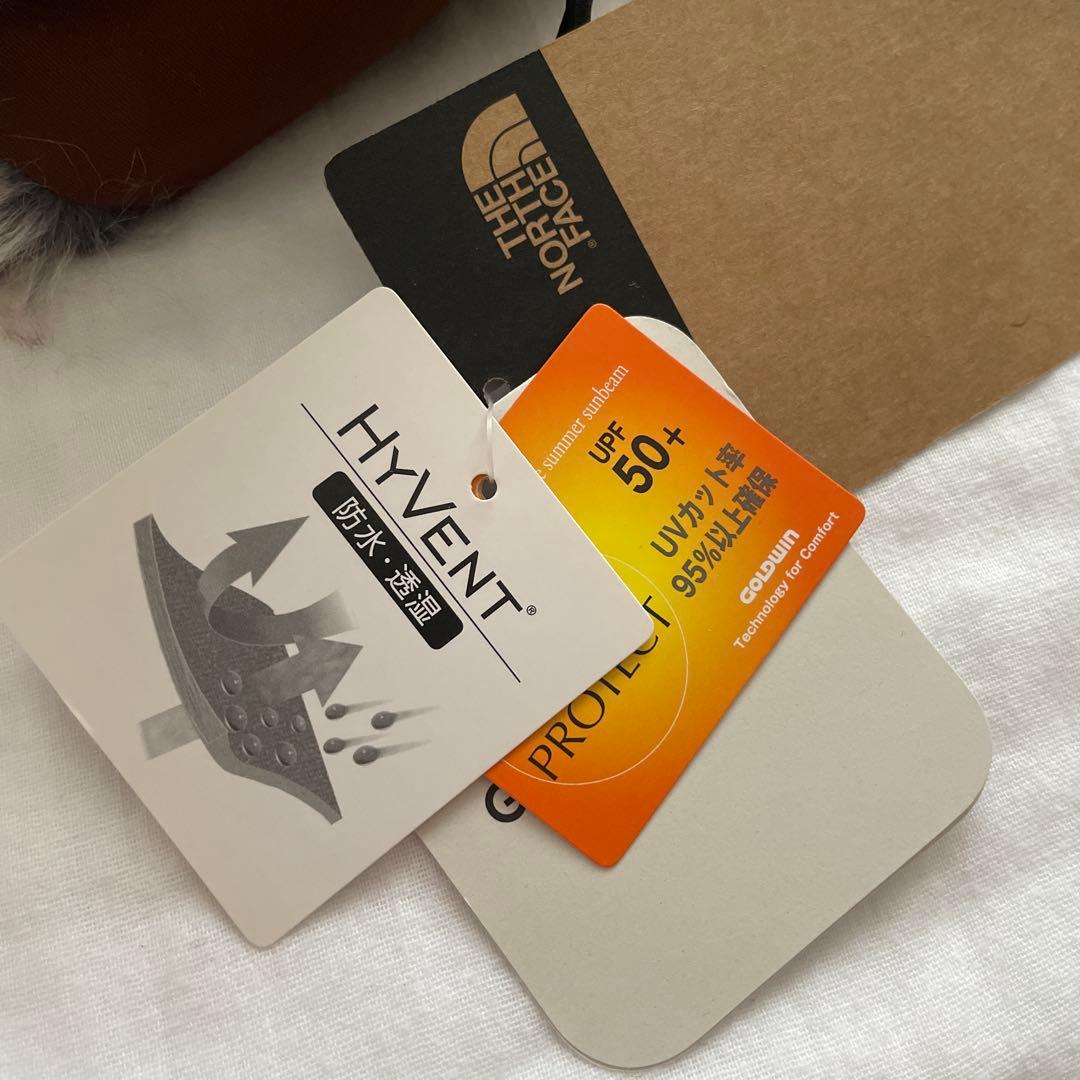 THE
NORTH
FACE®
HYVENT®
防水・透湿
summer sunbeam
UPF
50+
UVカット率
95%以上確保
GOLDWIN
Technology for Comfort
PROTECT
G